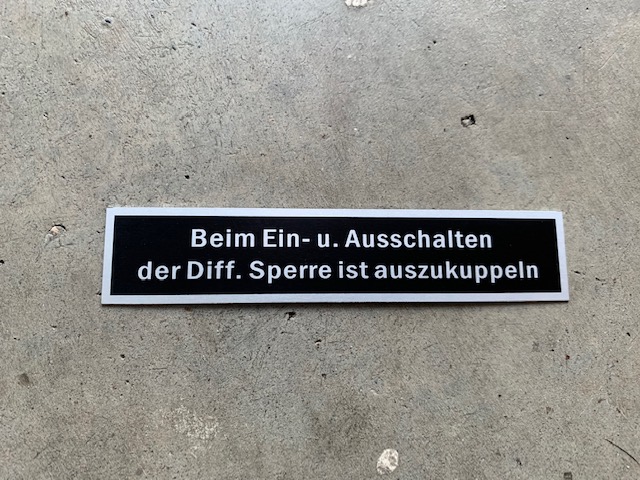 Beim Ein- u. Ausschalten
der Diff. Sperre ist auszukuppeln